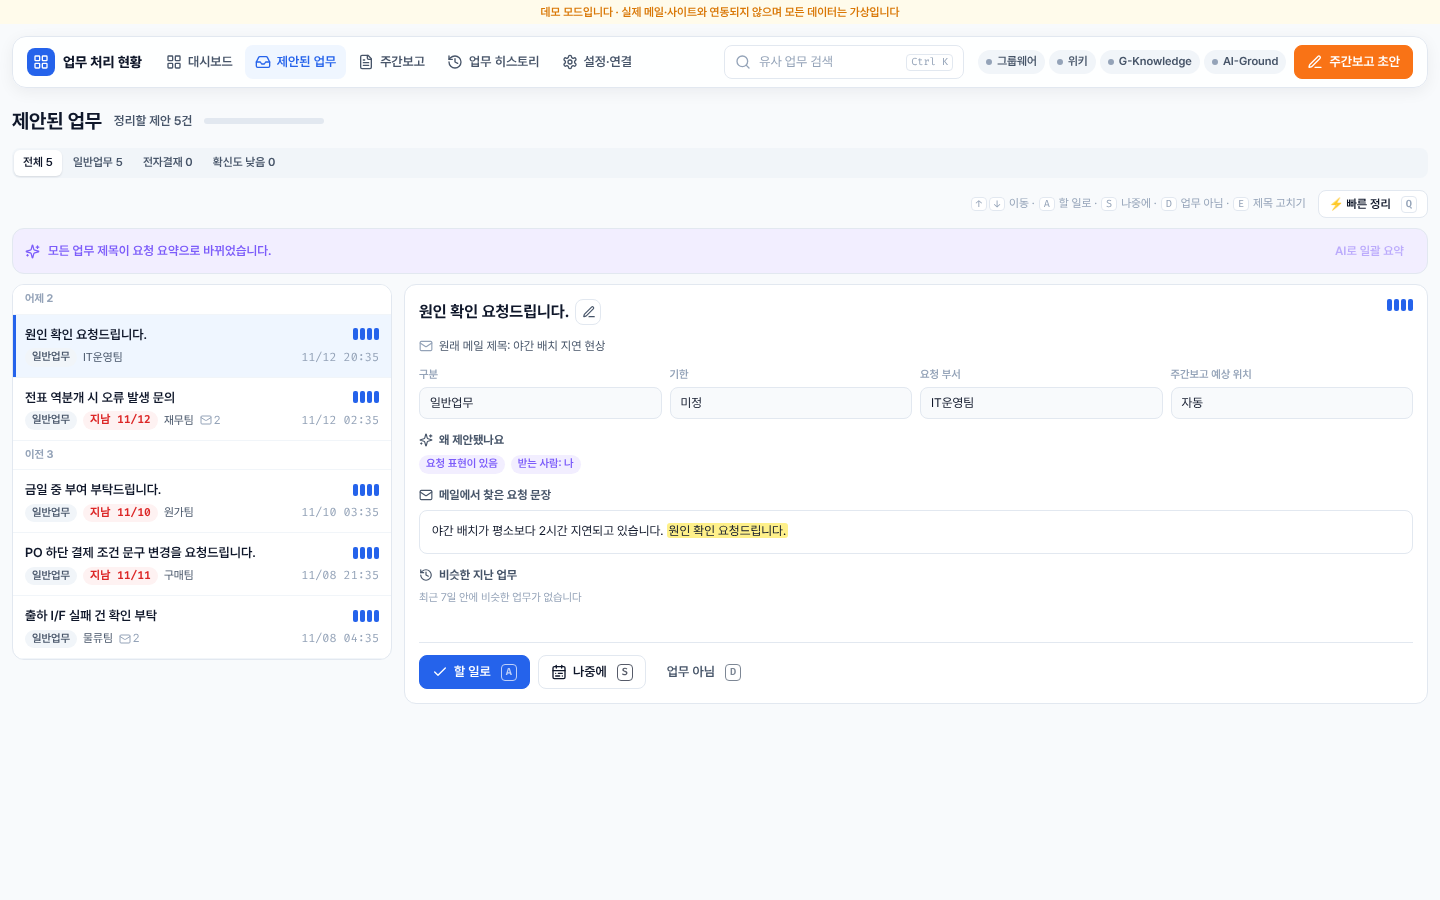 데모 모드입니다 · 실제 메일·사이트와 연동되지 않으며 모든 데이터는 가상입니다
업무 처리 현황 대시보드 제안된 업무 주간보고 업무 히스토리 설정·연결 유사 업무 검색 Ctrl K 그룹웨어 위키 G-Knowledge AI-Ground 주간보고 초안
제안된 업무 정리할 제안 5건
전체 5 일반업무 5 전자결재 0 확신도 낮음 0
↑ ↓ 이동 · A 할 일로 · S 나중에 · D 업무 아님 · E 제목 고치기 ⚡ 빠른 정리 Q
모든 업무 제목이 요청 요약으로 바뀌었습니다. AI로 일괄 요약
어제 2
원인 확인 요청드립니다.
일반업무 IT운영팀 11/12 20:35
전표 역분개 시 오류 발생 문의
일반업무 지남 11/12 재무팀 2 11/12 02:35
이전 3
금일 중 부여 부탁드립니다.
일반업무 지남 11/10 원가팀 11/10 03:35
PO 하단 결제 조건 문구 변경을 요청드립니다.
일반업무 지남 11/11 구매팀 11/08 21:35
출하 I/F 실패 건 확인 부탁
일반업무 물류팀 2 11/08 04:35
원인 확인 요청드립니다.
원래 메일 제목: 야간 배치 지연 현상
구분 기한 요청 부서 주간보고 예상 위치
일반업무 미정 IT운영팀 자동
왜 제안됐나요
요청 표현이 있음 받는 사람: 나
메일에서 찾은 요청 문장
야간 배치가 평소보다 2시간 지연되고 있습니다. 원인 확인 요청드립니다.
비슷한 지난 업무
최근 7일 안에 비슷한 업무가 없습니다
할 일로 A 나중에 S 업무 아님 D